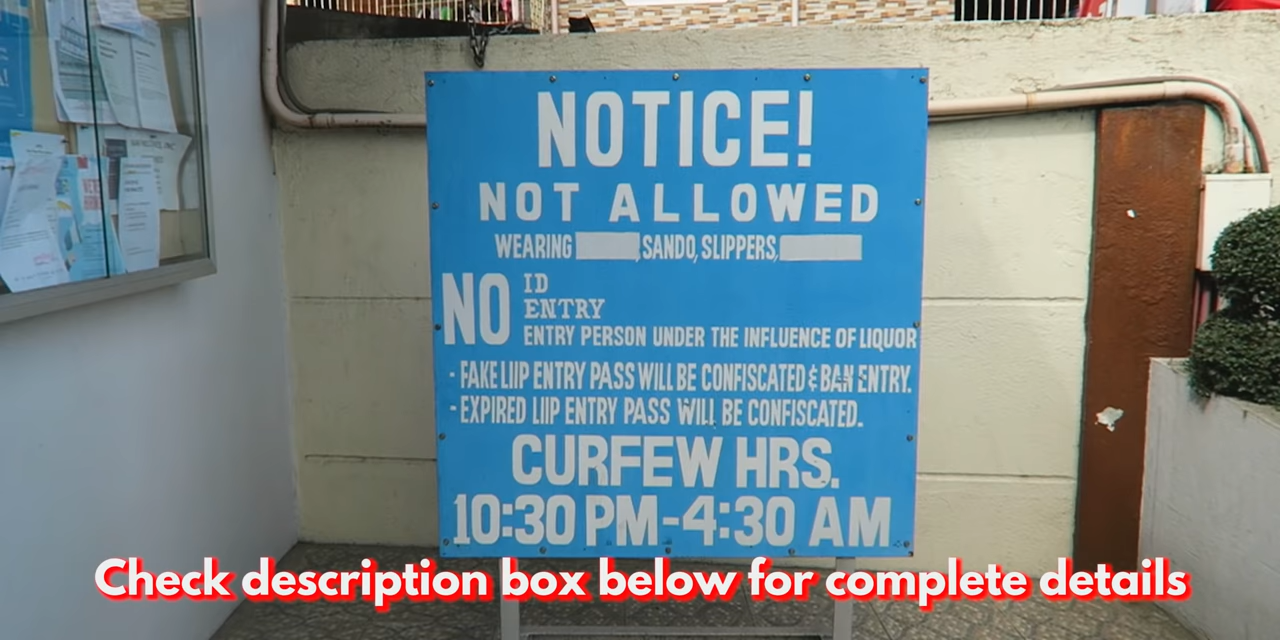 NOTICE!
NOT ALLOWED
WEARING , SANDO, SLIPPERS,
NO ID
ENTRY
ENTRY PERSON UNDER THE INFLUENCE OF LIQUOR
- FAKE LIIP ENTRY PASS WILL BE CONFISCATED & BAN ENTRY.
- EXPIRED LIIP ENTRY PASS WILL BE CONFISCATED.
CURFEW HRS.
10:30 PM-4:30 AM
Check description box below for complete details